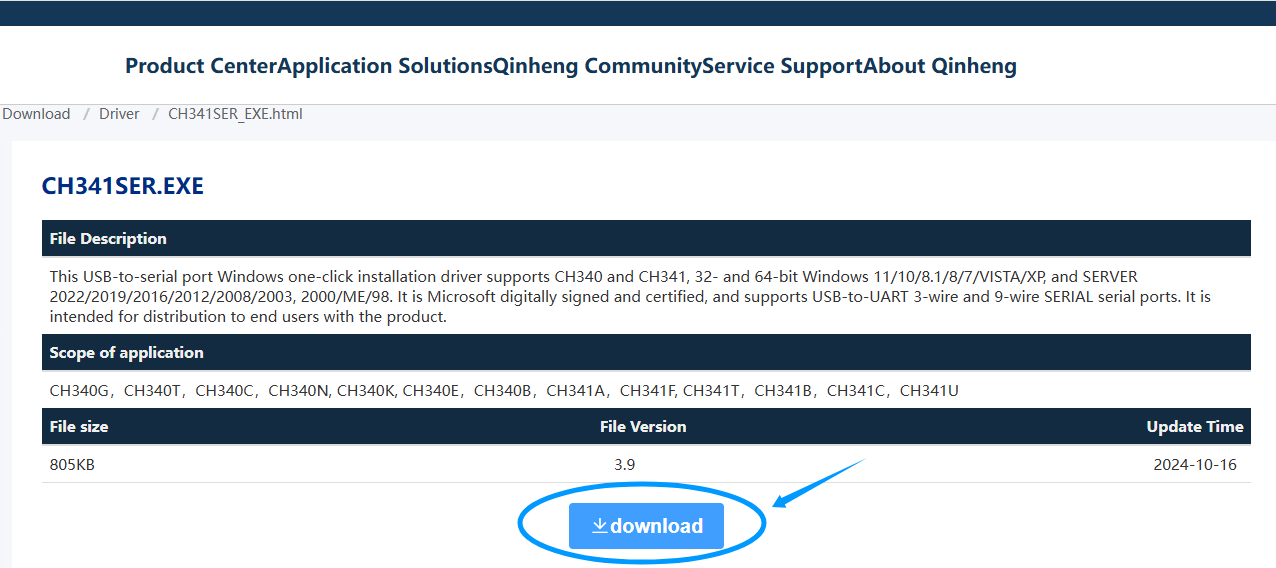 Product CenterApplication SolutionsQinheng CommunityService SupportAbout Qinheng
Download / Driver / CH341SER_EXE.html
CH341SER.EXE
File Description
This USB-to-serial port Windows one-click installation driver supports CH340 and CH341, 32- and 64-bit Windows 11/10/8.1/8/7/VISTA/XP, and SERVER
2022/2019/2016/2012/2008/2003, 2000/ME/98. It is Microsoft digitally signed and certified, and supports USB-to-UART 3-wire and 9-wire SERIAL serial ports. It is
intended for distribution to end users with the product.
Scope of application
CH340G，CH340T，CH340C，CH340N, CH340K, CH340E，CH340B，CH341A，CH341F, CH341T，CH341B，CH341C，CH341U
File size File Version Update Time
805KB 3.9 2024-10-16
download